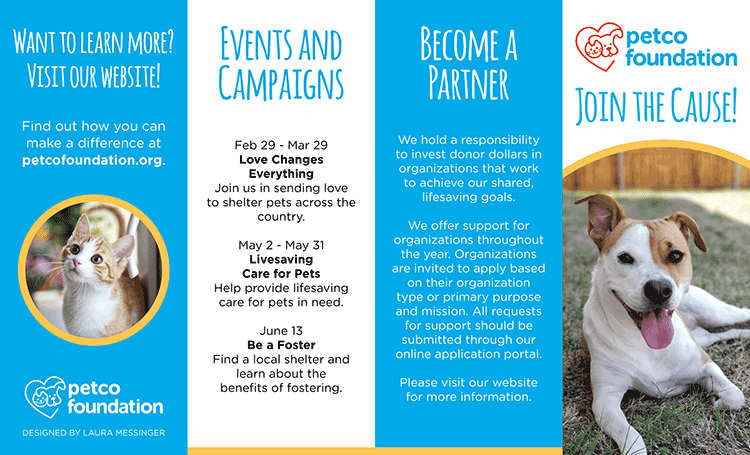 WANT TO LEARN MORE?
VISIT OUR WEBSITE!
Find out how you can
make a difference at
petcofoundation.org.
petco
foundation
DESIGNED BY LAURA MESSINGER
EVENTS AND
CAMPAIGNS
Feb 29 - Mar 29
Love Changes
Everything
Join us in sending love
to shelter pets across the
country.
May 2 - May 31
Livesaving
Care for Pets
Help provide lifesaving
care for pets in need.
June 13
Be a Foster
Find a local shelter and
learn about the
benefits of fostering.
BECOME A
PARTNER
We hold a responsibility
to invest donor dollars in
organizations that work
to achieve our shared,
lifesaving goals.
We offer support for
organizations throughout
the year. Organizations
are invited to apply based
on their organization
type or primary purpose
and mission. All requests
for support should be
submitted through our
online application portal.
Please visit our website
for more information.
petco
foundation
JOIN THE CAUSE!